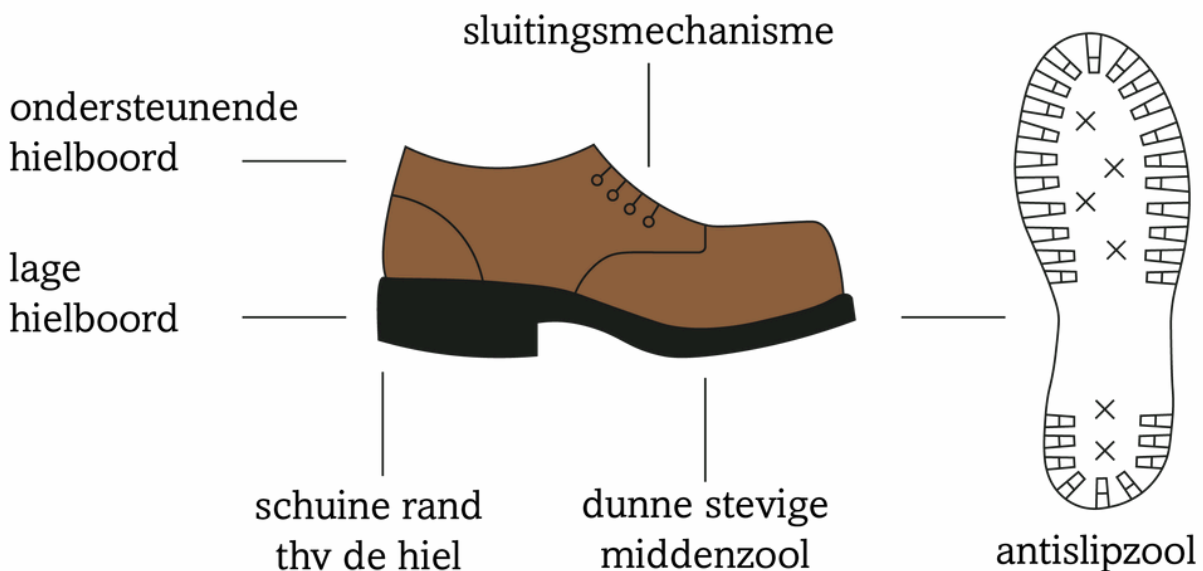 sluitingsmechanisme
ondersteunende
hielboord
lage
hielboord
schuine rand
thv de hiel
dunne stevige
middenzool
antislipzool